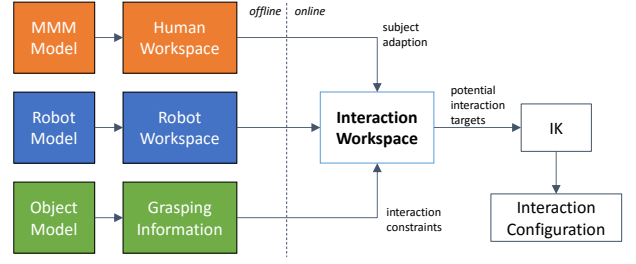 offline
online
MMM
Model
Human
Workspace
subject
adaption
Robot
Model
Robot
Workspace
Interaction
Workspace
potential
interaction
targets
IK
Object
Model
Grasping
Information
interaction
constraints
Interaction
Configuration